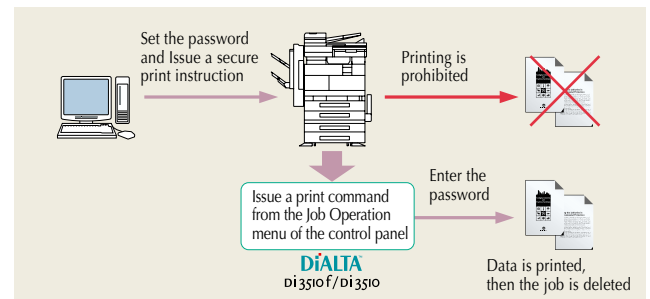 Set the password
and Issue a secure
print instruction
Printing is
prohibited
Issue a print command
from the Job Operation
menu of the control panel
Enter the
password
DiALTA™
Di3510f/Di3510
Data is printed,
then the job is deleted